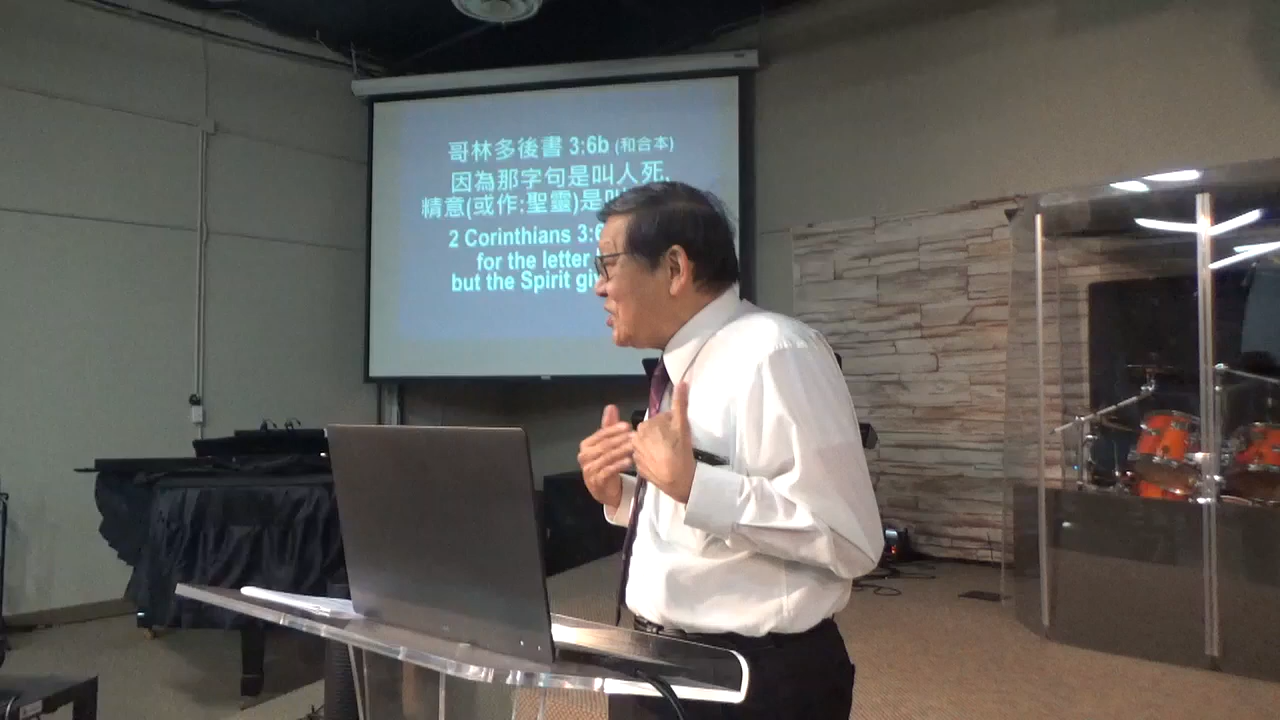 哥林多後書 3:6b (和合本)
因為那字句是叫人死,
精意(或作:聖靈)是叫
2 Corinthians 3:6
for the letter
but the Spirit